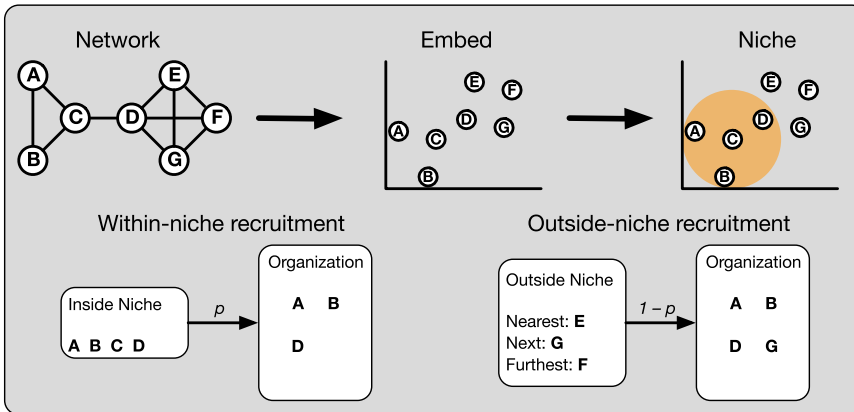 Network
Embed
Niche
A
B
C
D
E
F
G
A
B
C
D
E
F
G
A
B
C
D
E
F
G
Within-niche recruitment
Inside Niche
A B C D
p
Organization
A B
D
Outside-niche recruitment
Outside Niche
Nearest: E
Next: G
Furthest: F
1 – p
Organization
A B
D G